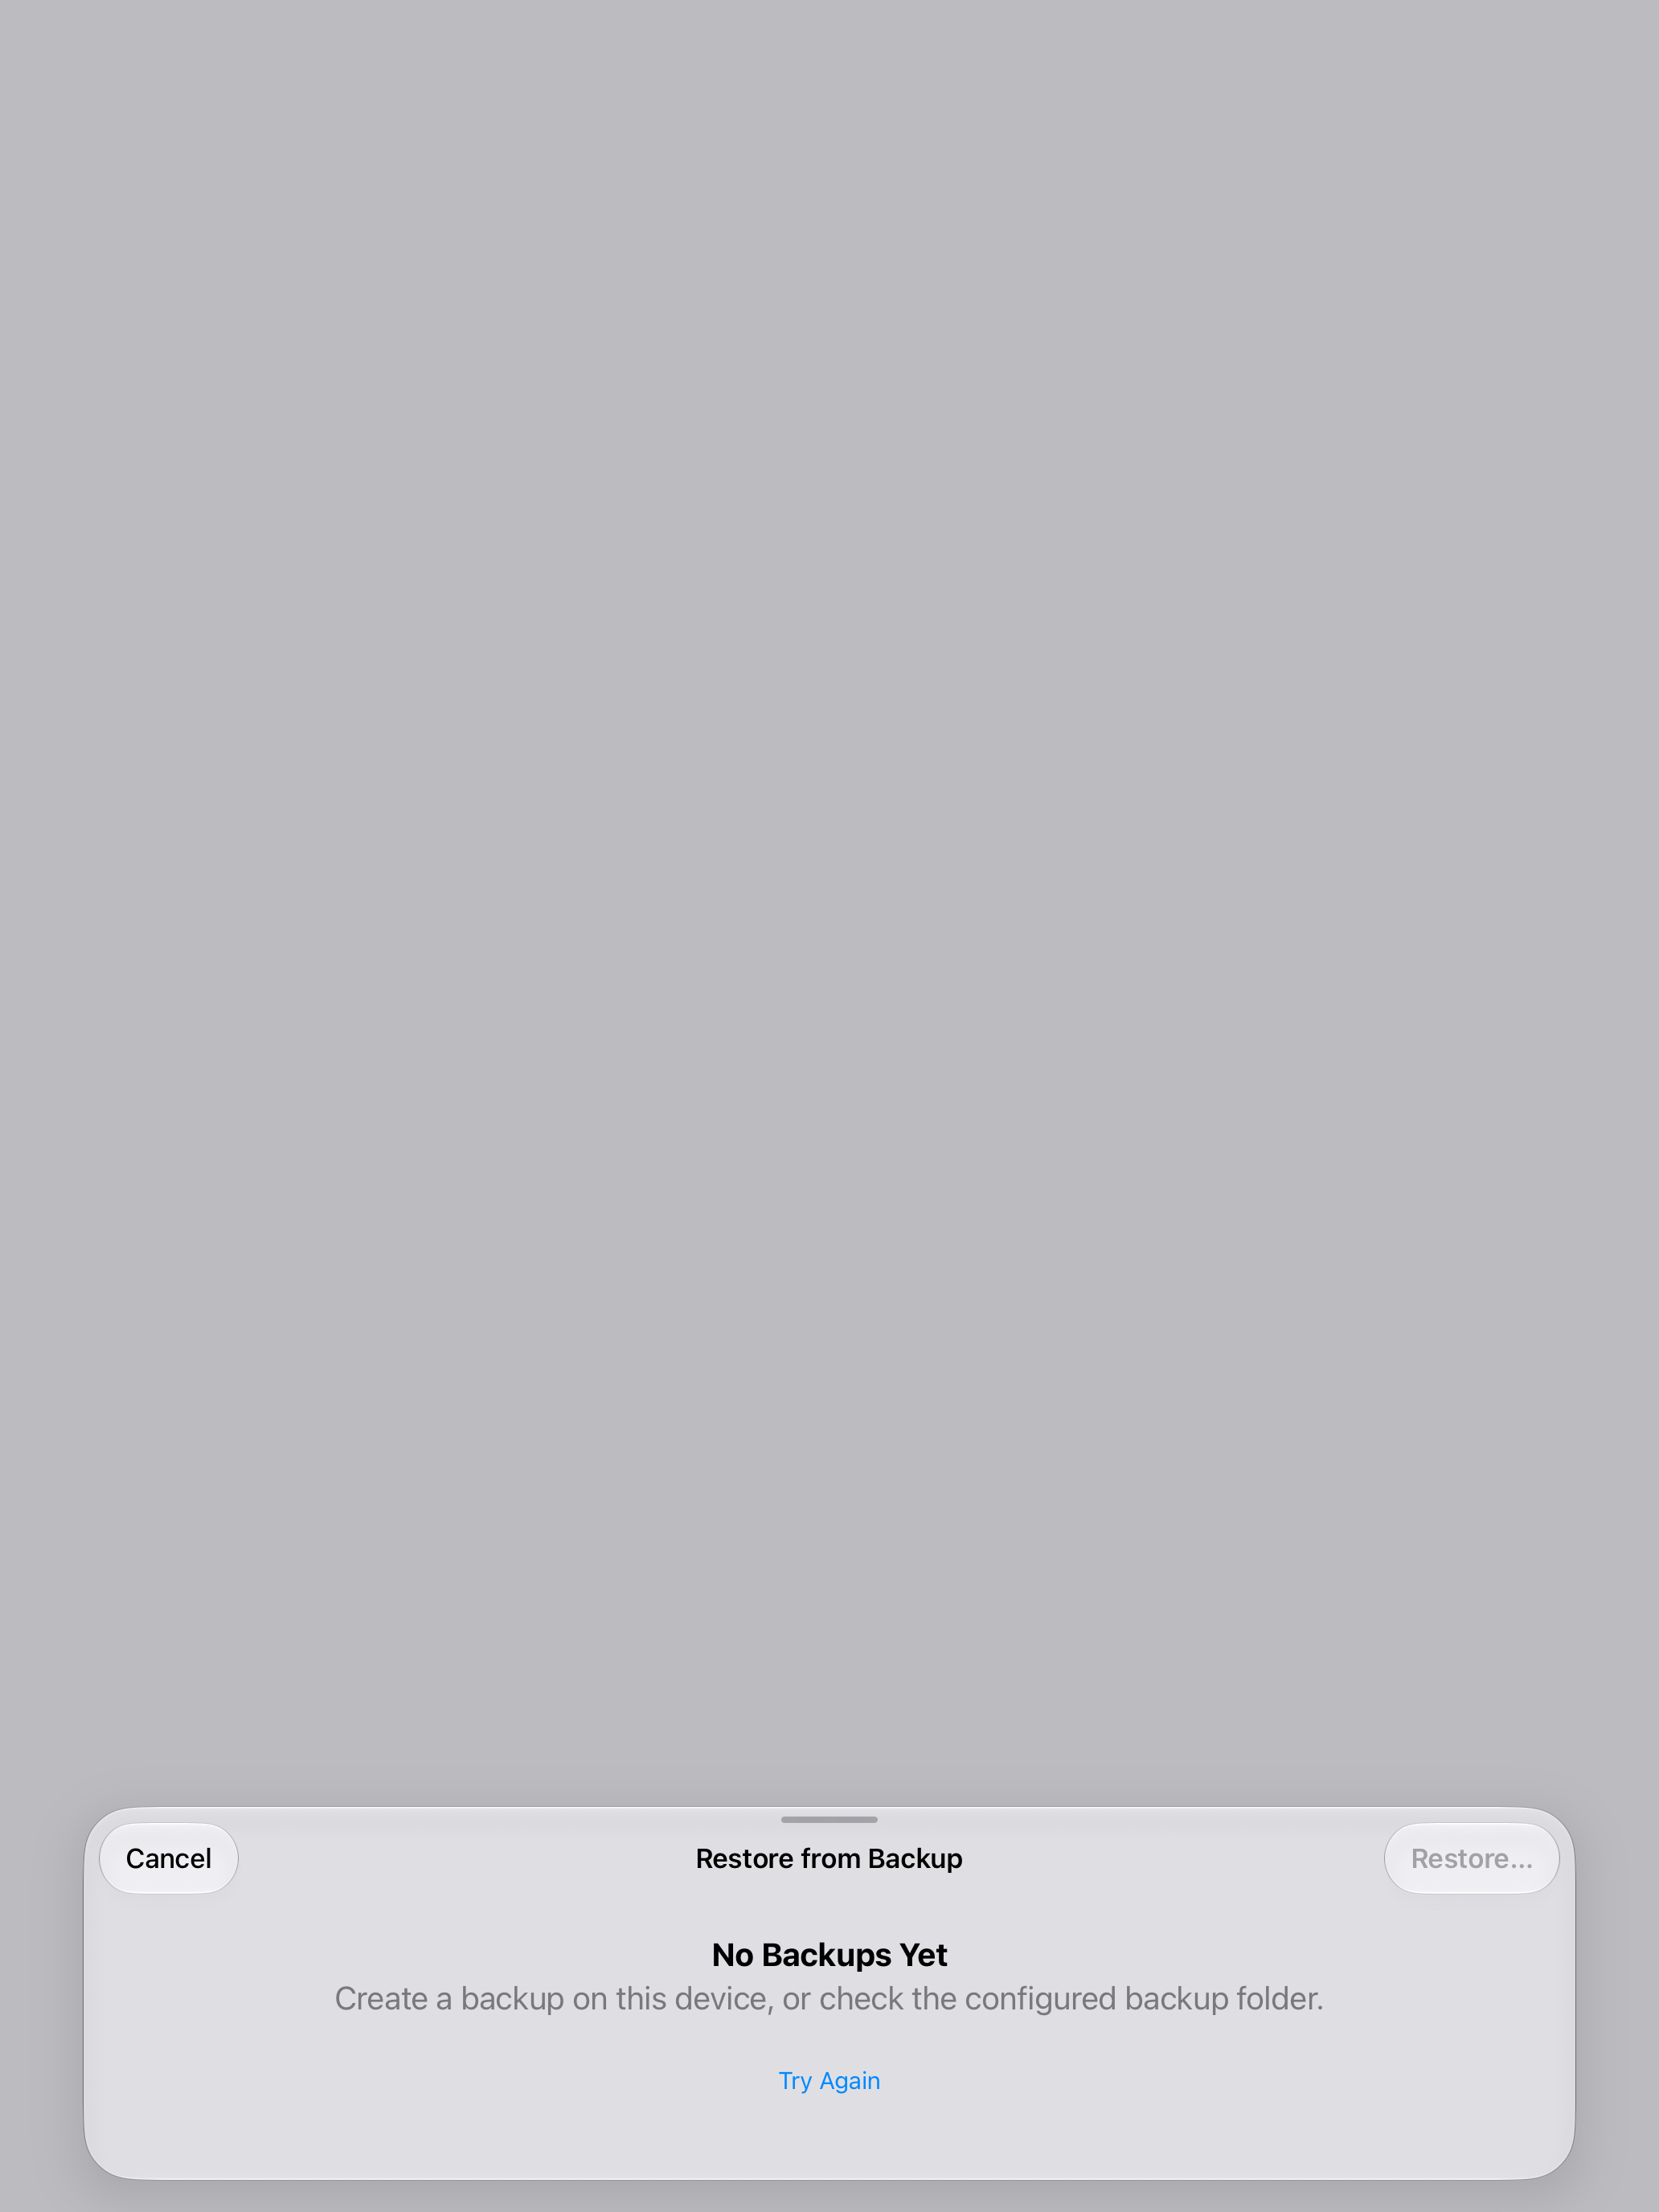 Cancel
Restore from Backup
Restore...
No Backups Yet
Create a backup on this device, or check the configured backup folder.
Try Again